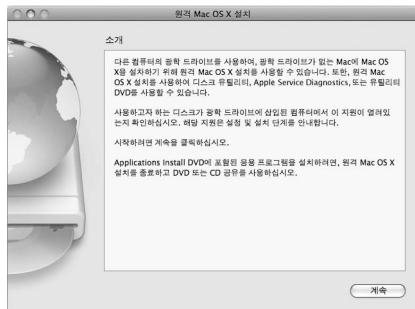 원격 Mac OS X 설치
소개
다른 컴퓨터의 광학 드라이브를 사용하여, 광학 드라이브가 없는 Mac에 Mac OS
X을 설치하기 위해 원격 Mac OS X 설치를 사용할 수 있습니다. 또한, 원격 Mac
OS X 설치를 사용하여 디스크 유틸리티, Apple Service Diagnostics, 또는 유틸리티
DVD를 사용할 수 있습니다.
사용하고자 하는 디스크가 광학 드라이브에 삽입된 컴퓨터에서 이 지원이 열려있
는지 확인하십시오. 해당 지원은 설정 및 설치 단계를 안내합니다.
시작하려면 계속을 클릭하십시오.
Applications Install DVD에 포함된 응용 프로그램을 설치하려면, 원격 Mac OS X
설치를 종료하고 DVD 또는 CD 공유를 사용하십시오.
계속